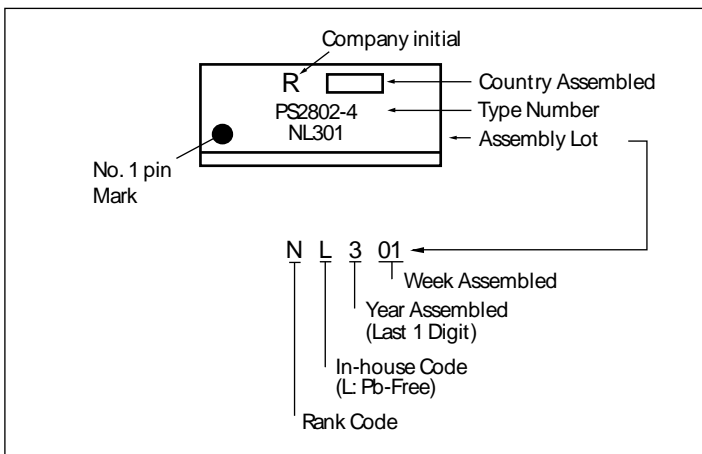 Company initial
R
Country Assembled
PS2802-4
Type Number
NL301
Assembly Lot
No. 1 pin
Mark
N L 3 01
Week Assembled
Year Assembled
(Last 1 Digit)
In-house Code
(L: Pb-Free)
Rank Code